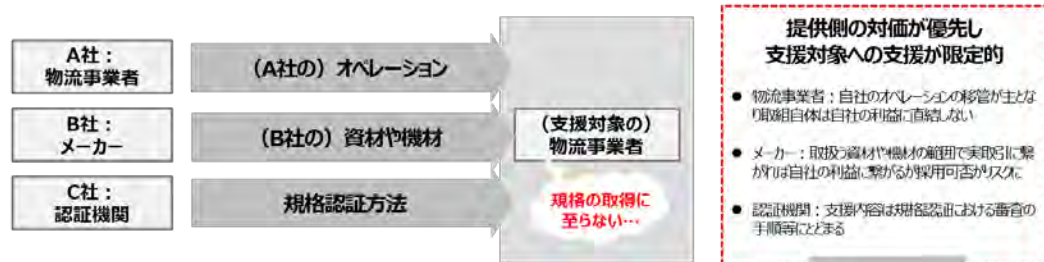 A社：
物流事業者
（A社の）オペレーション
B社：
メーカー
（B社の）資材や機材
C社：
認証機関
規格認証方法
（支援対象の）
物流事業者
規格の取得に
至らない…
提供側の対価が優先し
支援対象への支援が限定的
● 物流事業者：自社のオペレーションの移管が主とな
り取組自体は自社の利益に直結しない
● メーカー：取扱う資材や機材の範囲で実取引に繋
がれば自社の利益に繋がるが採用可否がリスクに
● 認証機関：支援内容は規格認証における審査の
手順等にとどまる